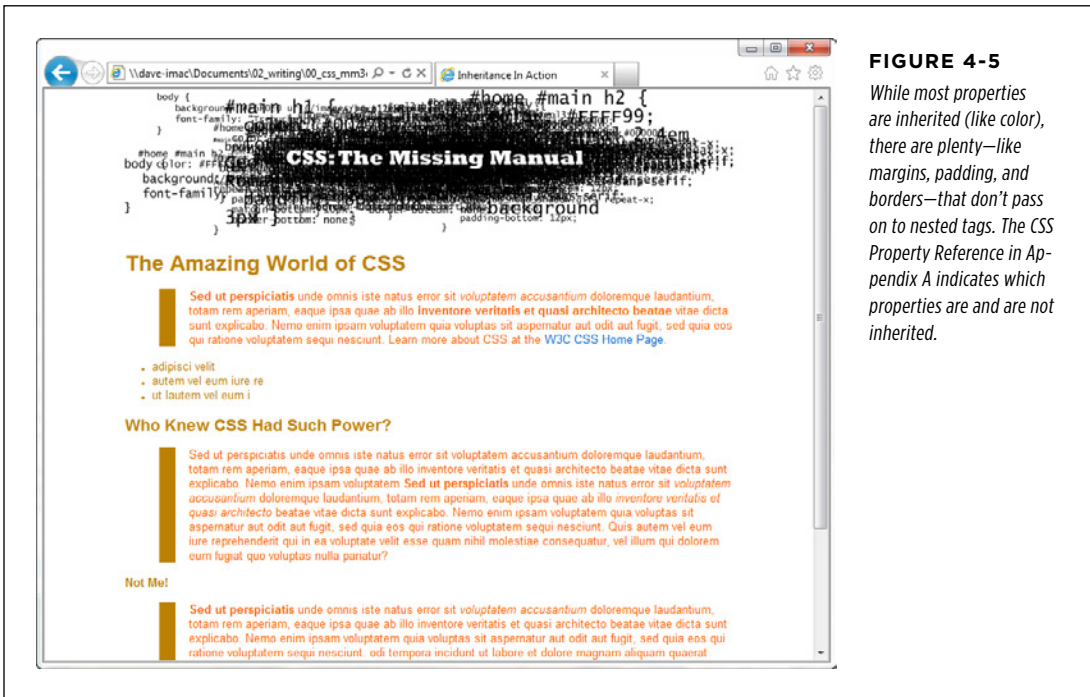 \\dave-imac\Documents\02_writing\00_css_mm3
Inheritance In Action
body {
#main h1 {
#home #main h2 {
#FFFF99;
font-family:
}
#home
#main h2
body color: #FFF
CSS: The Missing Manual
background:
font-family
}
background
repeat-x;
3px }
border-bottom: none;
padding-bottom: 12px;
}
}
The Amazing World of CSS
Sed ut perspiciatis unde omnis iste natus error sit voluptatem accusantium doloremque laudantium,
totam rem aperiam, eaque ipsa quae ab illo inventore veritatis et quasi architecto beatae vitae dicta
sunt explicabo. Nemo enim ipsam voluptatem quia voluptas sit aspernatur aut odit aut fugit, sed quia eos
qui ratione voluptatem sequi nesciunt. Learn more about CSS at the W3C CSS Home Page.
adipisci velit
autem vel eum iure re
ut lautem vel eum i
Who Knew CSS Had Such Power?
Sed ut perspiciatis unde omnis iste natus error sit voluptatem accusantium doloremque laudantium,
totam rem aperiam, eaque ipsa quae ab illo inventore veritatis et quasi architecto beatae vitae dicta sunt
explicabo. Nemo enim ipsam voluptatem Sed ut perspiciatis unde omnis iste natus error sit voluptatem
accusantium doloremque laudantium, totam rem aperiam, eaque ipsa quae ab illo inventore veritatis et
quasi architecto beatae vitae dicta sunt explicabo. Nemo enim ipsam voluptatem quia voluptas sit
aspernatur aut odit aut fugit, sed quia eos qui ratione voluptatem sequi nesciunt. Quis autem vel eum
iure reprehenderit qui in ea voluptate velit esse quam nihil molestiae consequatur, vel illum qui dolorem
eum fugiat quo voluptas nulla pariatur?
Not Me!
Sed ut perspiciatis unde omnis iste natus error sit voluptatem accusantium doloremque laudantium,
totam rem aperiam, eaque ipsa quae ab illo inventore veritatis et quasi architecto beatae vitae dicta sunt
explicabo. Nemo enim ipsam voluptatem quia voluptas sit aspernatur aut odit aut fugit, sed quia eos qui
ratione voluptatem sequi nesciunt. odi tempora incidunt ut labore et dolore magnam aliquam quaerat
FIGURE 4-5
While most properties
are inherited (like color),
there are plenty—like
margins, padding, and
borders—that don't pass
on to nested tags. The CSS
Property Reference in Ap-
pendix A indicates which
properties are and are not
inherited.